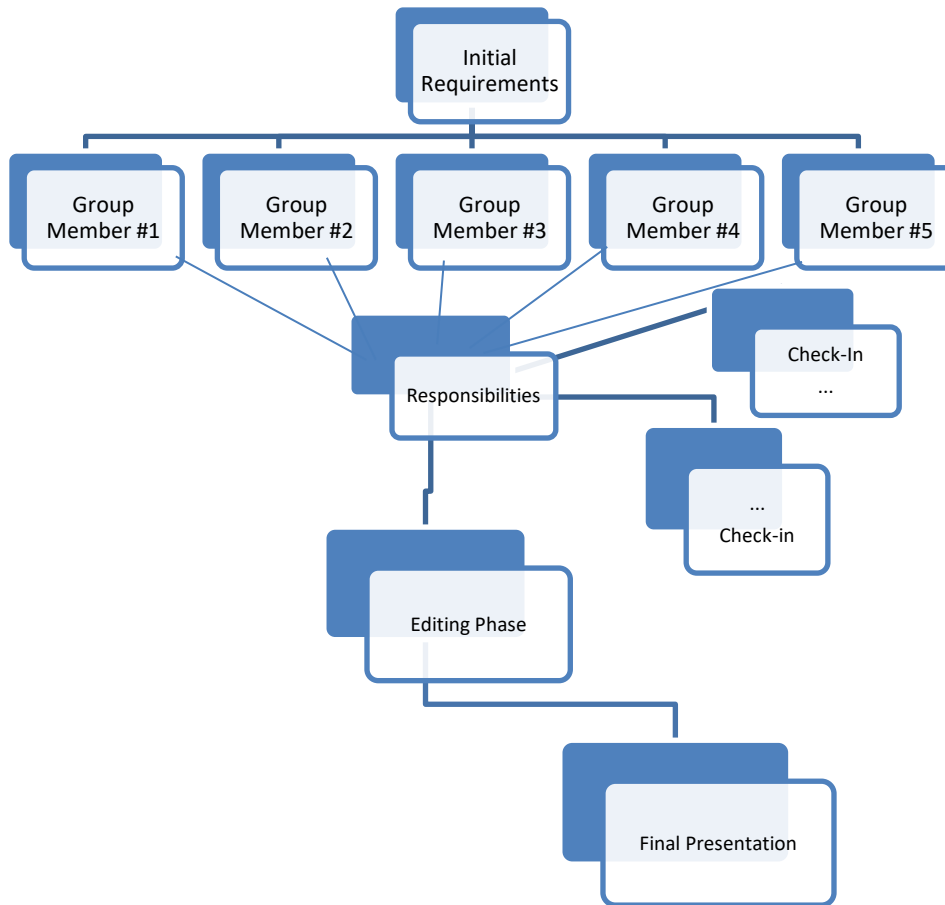 Initial
Requirements
Group
Member #1
Group
Member #2
Group
Member #3
Group
Member #4
Group
Member #5
Responsibilities
Check-In
...
...
Check-in
Editing Phase
Final Presentation